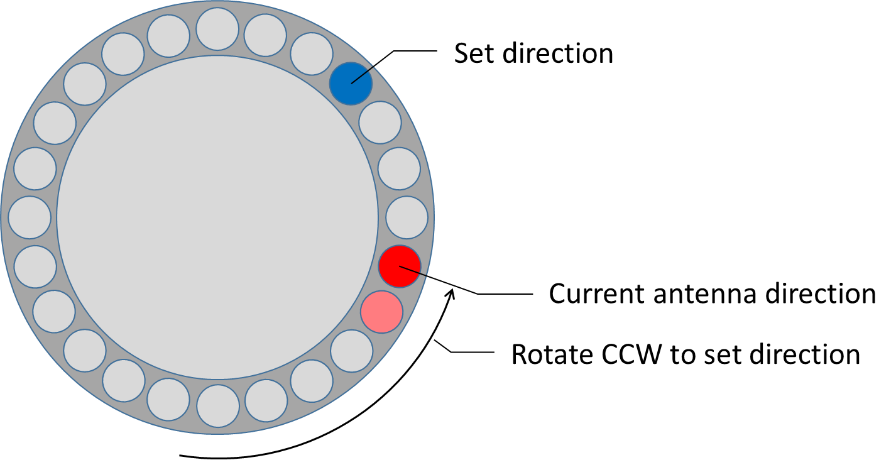 Set direction
Current antenna direction
Rotate CCW to set direction